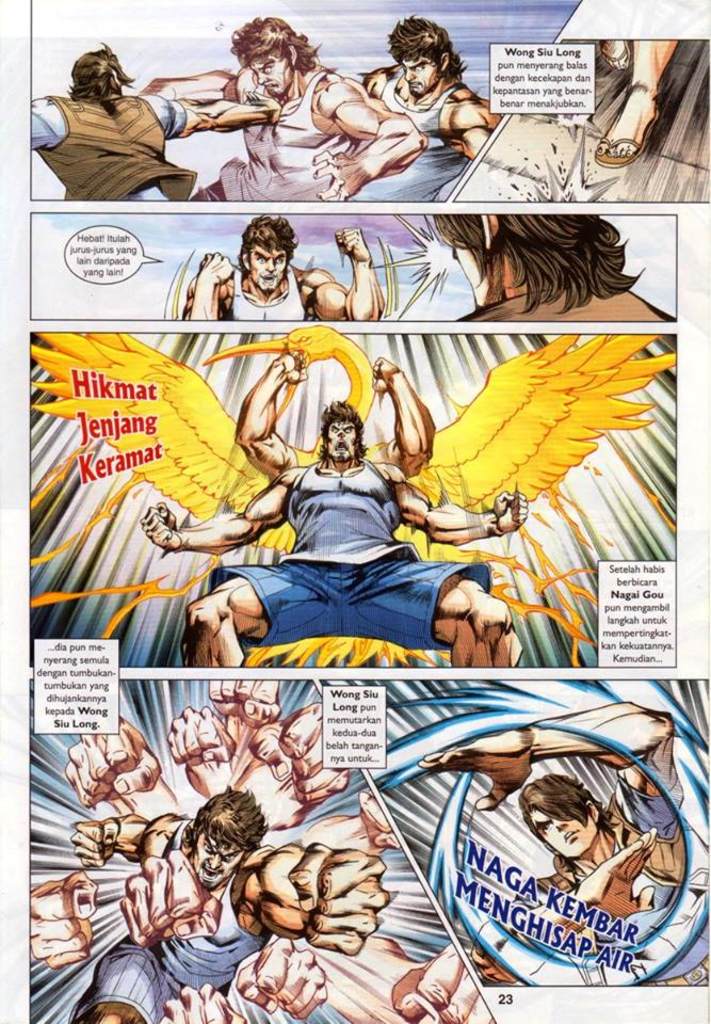 Wong Siu Long
pun menyerang balas
dengan kecekapan dan
kepantasan yang benar-
benar menakjubkan.
Hebat! Itulah
jurus-jurus yang
lain daripada
yang lain!
Hikmat
Jenjang
Keramat
Setelah habis
berbicara
Nagai Gou
pun mengambil
langkah untuk
mempertingkat-
kan kekuatannya.
Kemudian...
...dia pun me-
nyerang semula
dengan tumbukan-
tumbukan yang
dihujankannya
kepada Wong
Siu Long.
Wong Siu
Long pun
memutarkan
kedua-dua
belah tangan-
nya untuk...
NAGA KEMBAR
MENGHISAP AIR
23